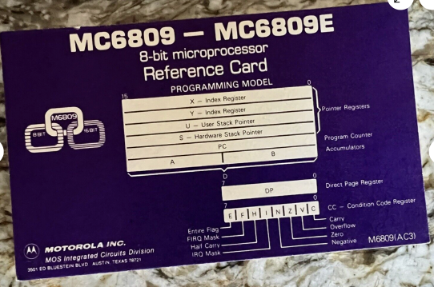 MC6809 — MC6809E
8-bit microprocessor
Reference Card
PROGRAMMING MODEL
15 0
X – Index Register
Y – Index Register
U – User Stack Pointer
S – Hardware Stack Pointer
Pointer Registers
PC
Program Counter
A B
Accumulators
M6809
8-BIT 16-BIT
7 0
DP
Direct Page Register
7 0
E F H I N Z V C
CC – Condition Code Register
Carry
Overflow
Zero
Negative
Entire Flag
FIRQ Mask
Half Carry
IRQ Mask
MOTOROLA INC.
MOS Integrated Circuits Division
3501 ED BLUESTEIN BLVD AUSTIN, TEXAS 78721
M6809(AC3)